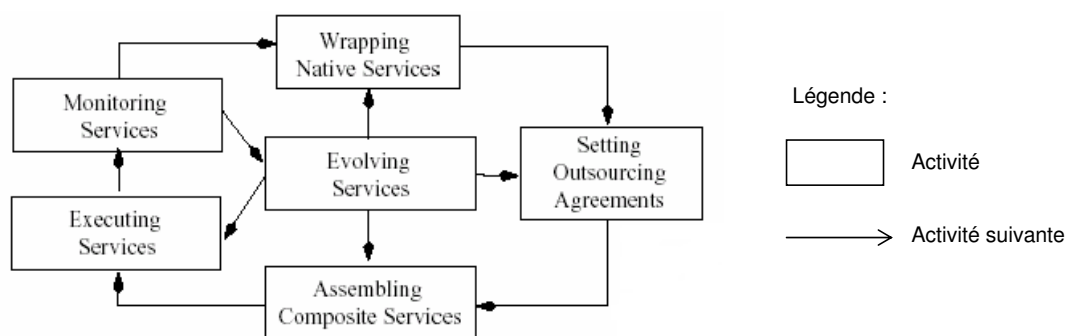 Wrapping
Native Services
Monitoring
Services
Légende :
Setting
Outsourcing
Agreements
Evolving
Services
Activité
Executing
Services
Activité suivante
Assembling
Composite Services